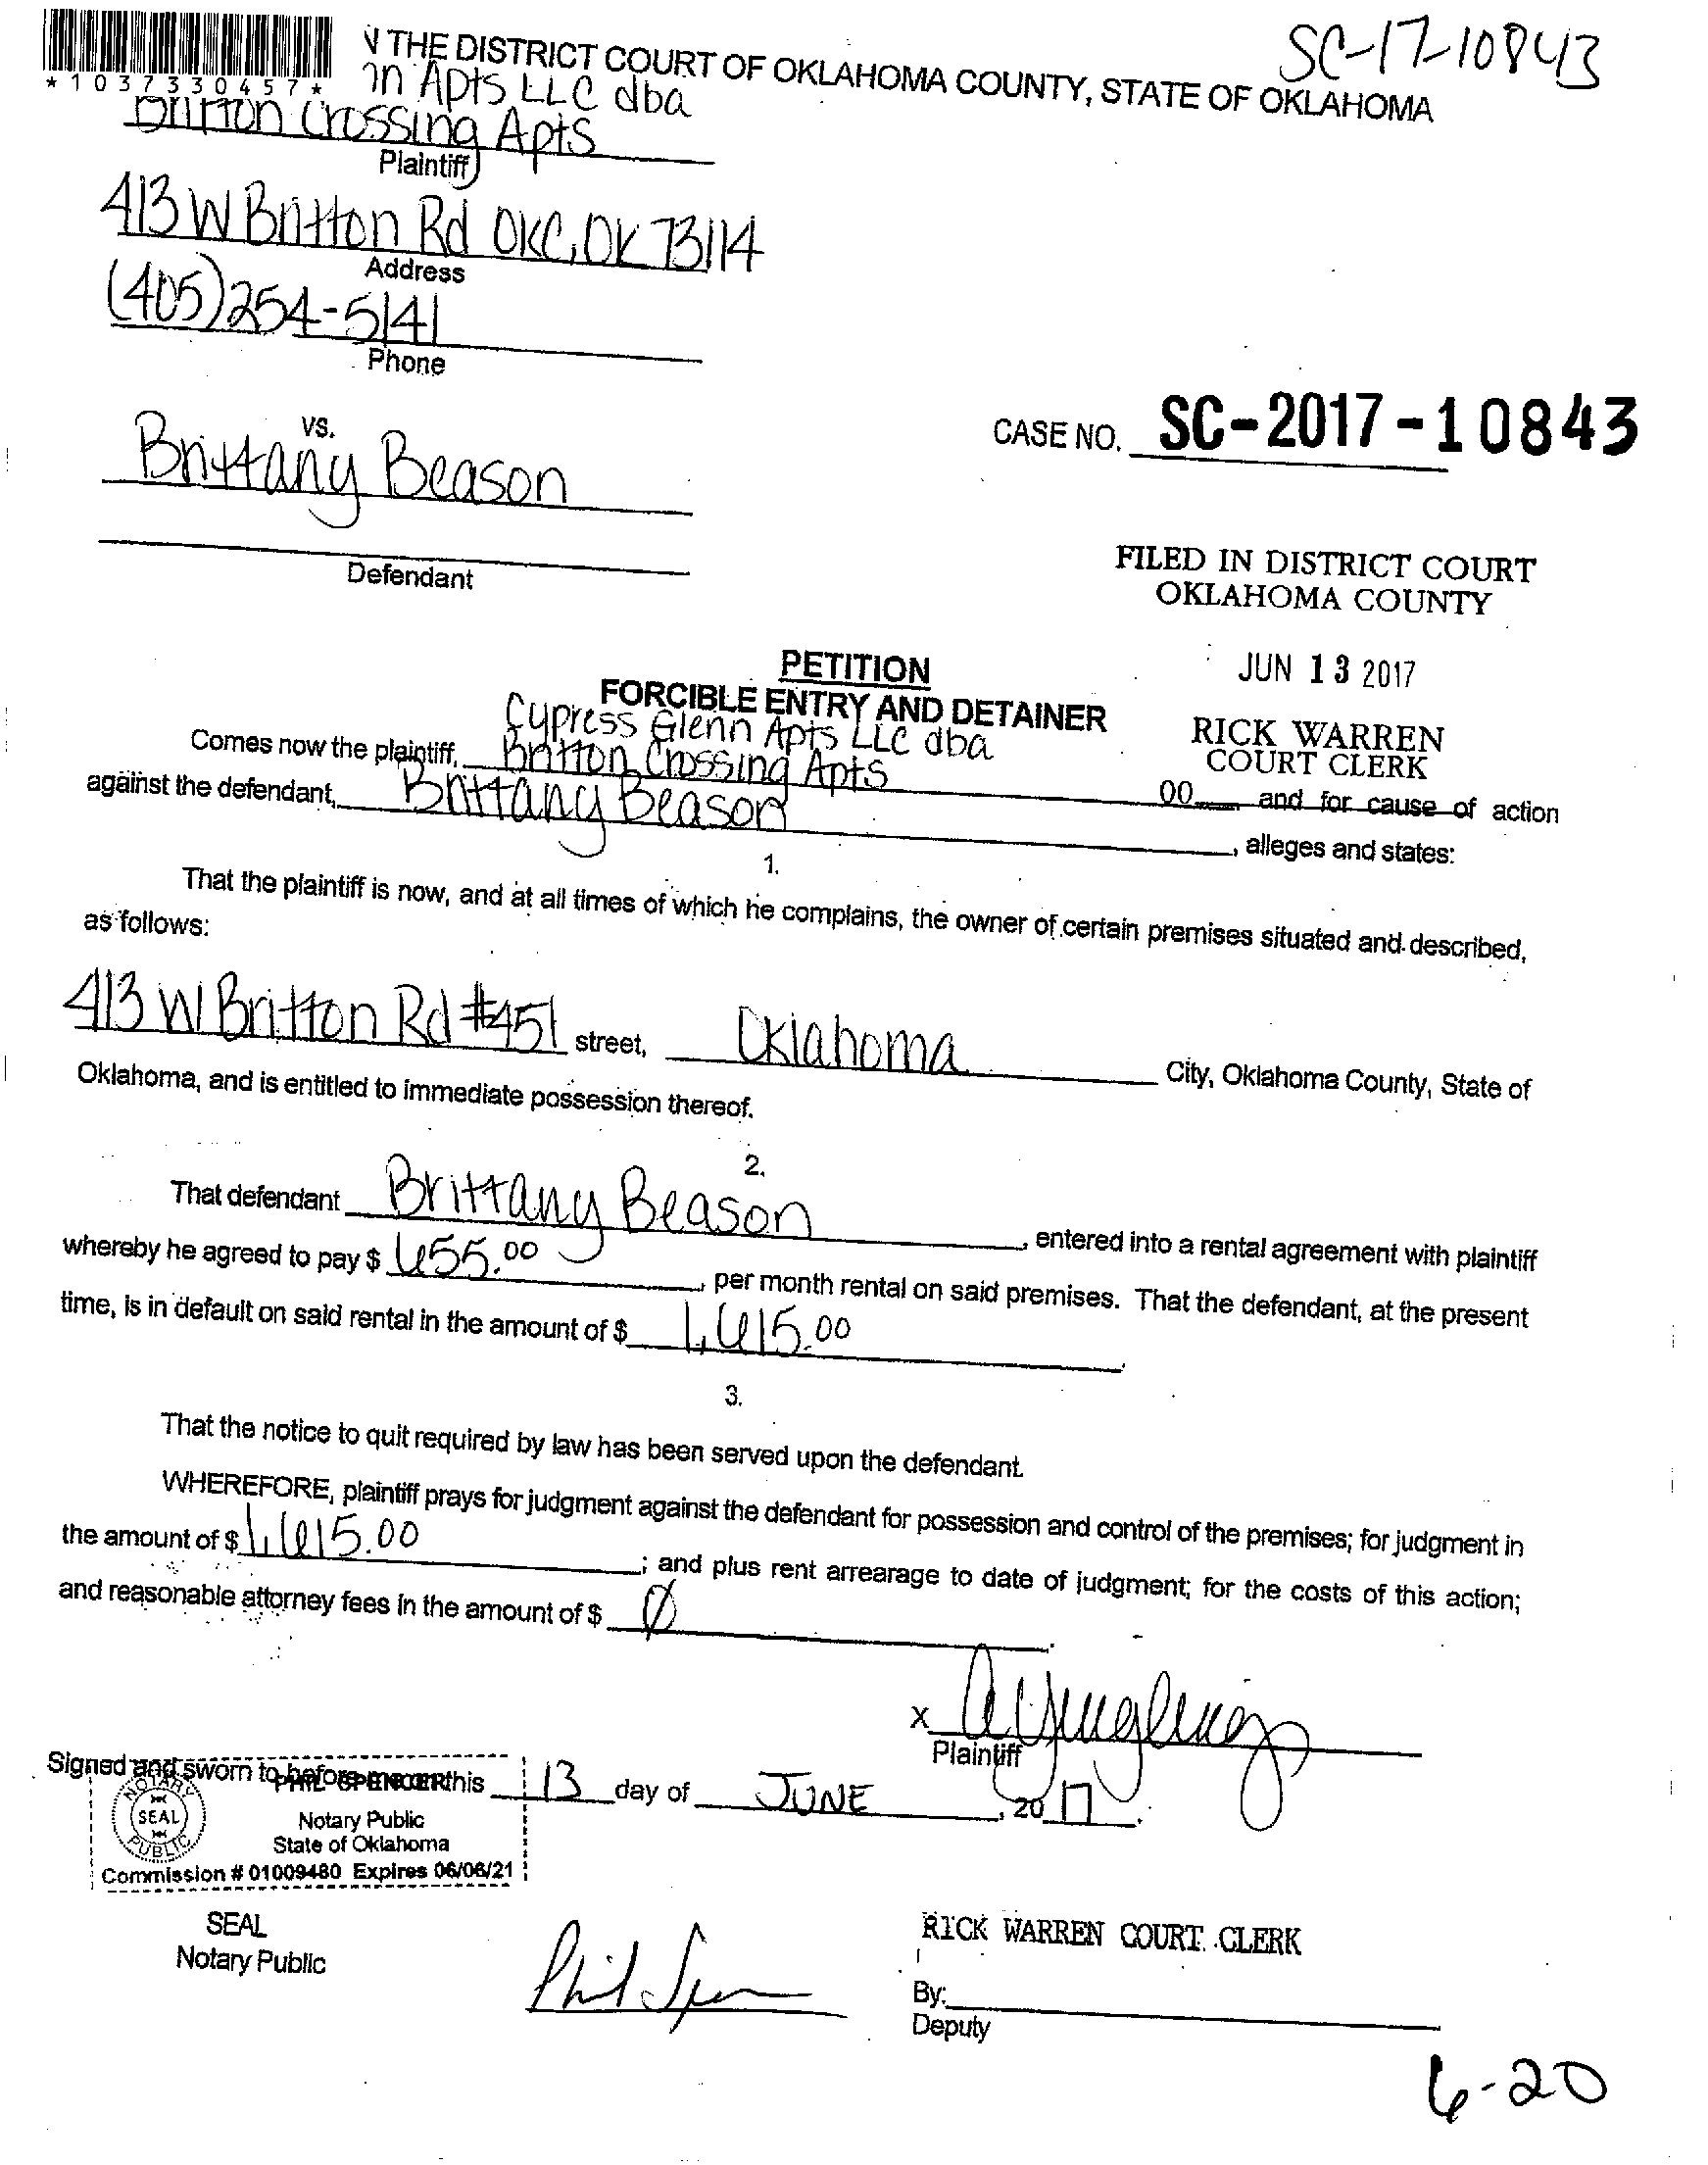 SC-17-10843
*1037330457*
N THE DISTRICT COURT OF OKLAHOMA COUNTY, STATE OF OKLAHOMA
nn Apts LLC dba
Britton Crossing Apts
Plaintiff
413 W Britton Rd OKC, OK 73114
Address
(405) 254-5141
Phone
vs.
Brittany Beason
CASE NO. SC-2017-10843
Defendant
FILED IN DISTRICT COURT
OKLAHOMA COUNTY
JUN 13 2017
RICK WARREN
COURT CLERK
PETITION
FORCIBLE ENTRY AND DETAINER
Cypress Glenn Apts LLC dba
Comes now the plaintiff, Britton Crossing Apts 00 and for cause of action
against the defendant, Brittany Beason, alleges and states:
1.
That the plaintiff is now, and at all times of which he complains, the owner of certain premises situated and described,
as follows:
413 W Britton Rd #451 street, Oklahoma City, Oklahoma County, State of
Oklahoma, and is entitled to immediate possession thereof.
2.
That defendant Brittany Beason, entered into a rental agreement with plaintiff
whereby he agreed to pay $ 655.00, per month rental on said premises. That the defendant, at the present
time, is in default on said rental in the amount of $ 1,615.00.
3.
That the notice to quit required by law has been served upon the defendant.
WHEREFORE, plaintiff prays for judgment against the defendant for possession and control of the premises; for judgment in
the amount of $ 1,615.00; and plus rent arrearage to date of judgment; for the costs of this action;
and reasonable attorney fees in the amount of $ Ø.
X
Plaintiff
Signed and sworn to before me on this 13 day of JUNE, 2017.
PHIL SPENCER
NOTARY PUBLIC
SEAL
Notary Public
State of Oklahoma
Commission # 01009480 Expires 06/06/21
SEAL
Notary Public
Phil Spencer
RICK WARREN COURT CLERK
By:
Deputy
6-20